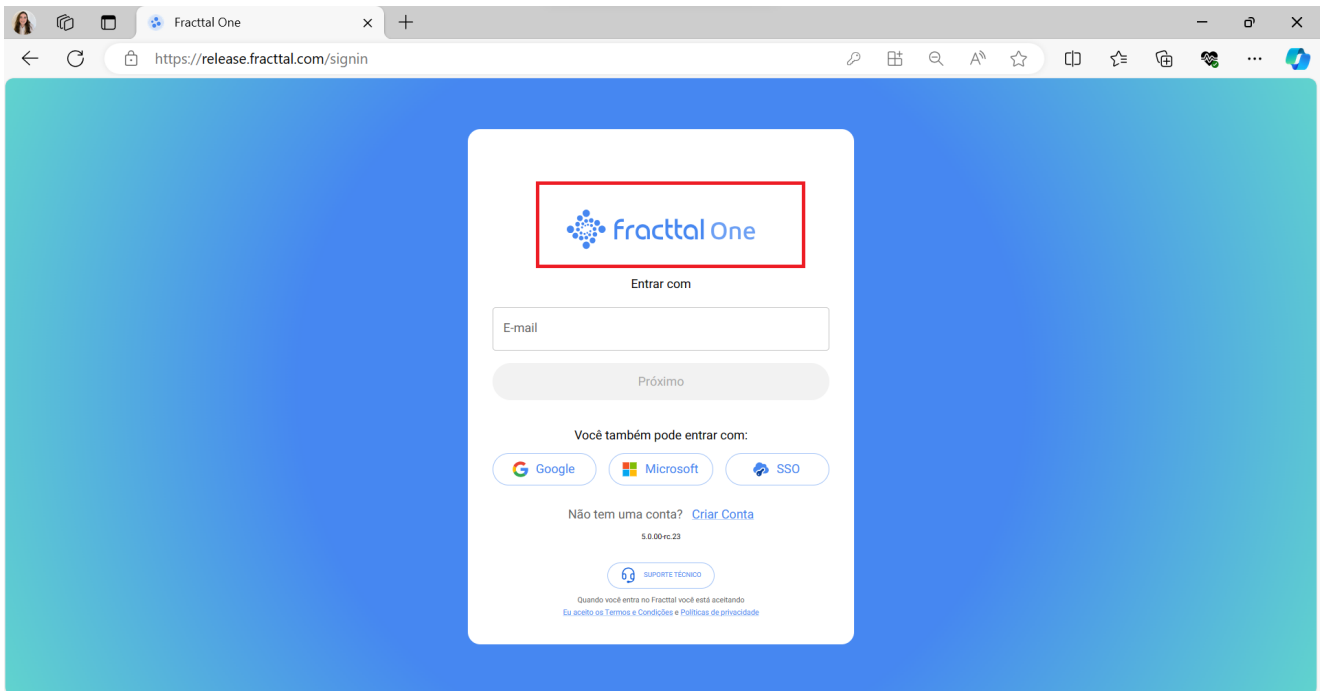 Fracttal One
https://release.fracttal.com/signin
fracttal One
Entrar com
E-mail
Próximo
Você também pode entrar com:
Google Microsoft SSO
Não tem uma conta? Criar Conta
5.0.00-rc.23
SUPORTE TÉCNICO
Quando você entra no Fracttal você está aceitando
Eu aceito os Termos e Condições e Políticas de privacidade